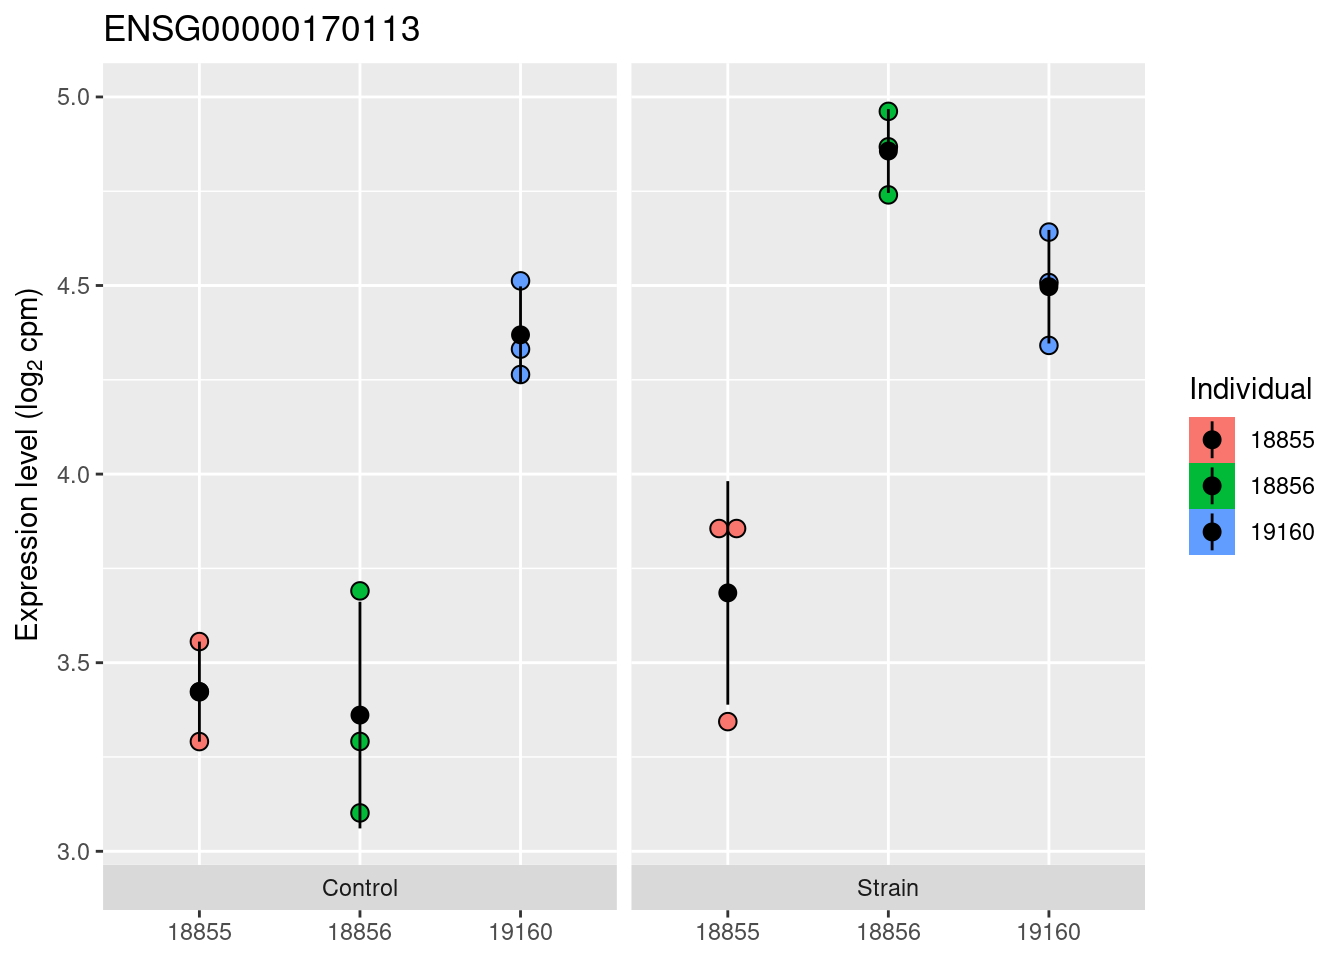 ENSG00000170113
Expression level (log₂ cpm)
5.0
4.5
4.0
3.5
3.0
Control
Strain
18855
18856
19160
18855
18856
19160
Individual
18855
18856
19160